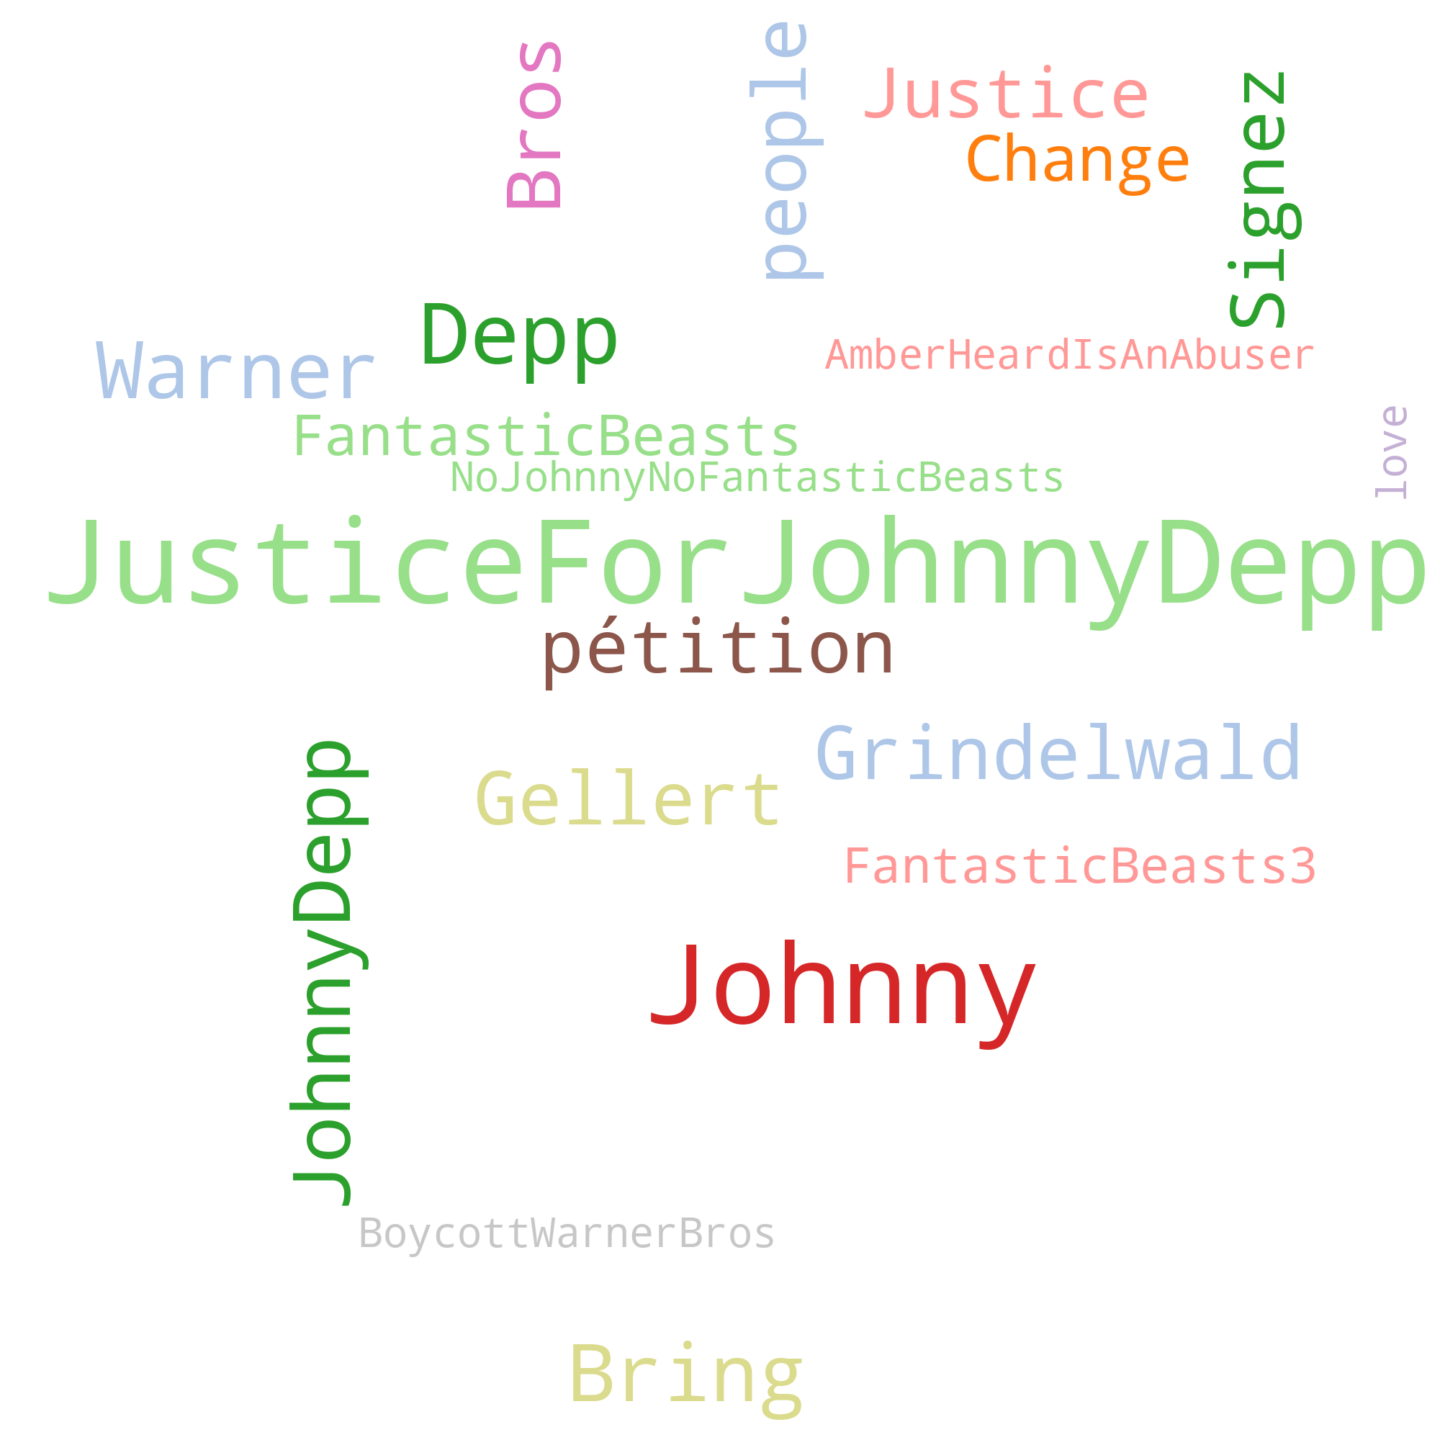 Bros
people
Justice
Change
Signez
Depp
Warner
AmberHeardIsAnAbuser
FantasticBeasts
love
NoJohnnyNoFantasticBeasts
JusticeForJohnnyDepp
pétition
Grindelwald
Gellert
JohnnyDepp
FantasticBeasts3
Johnny
BoycottWarnerBros
Bring